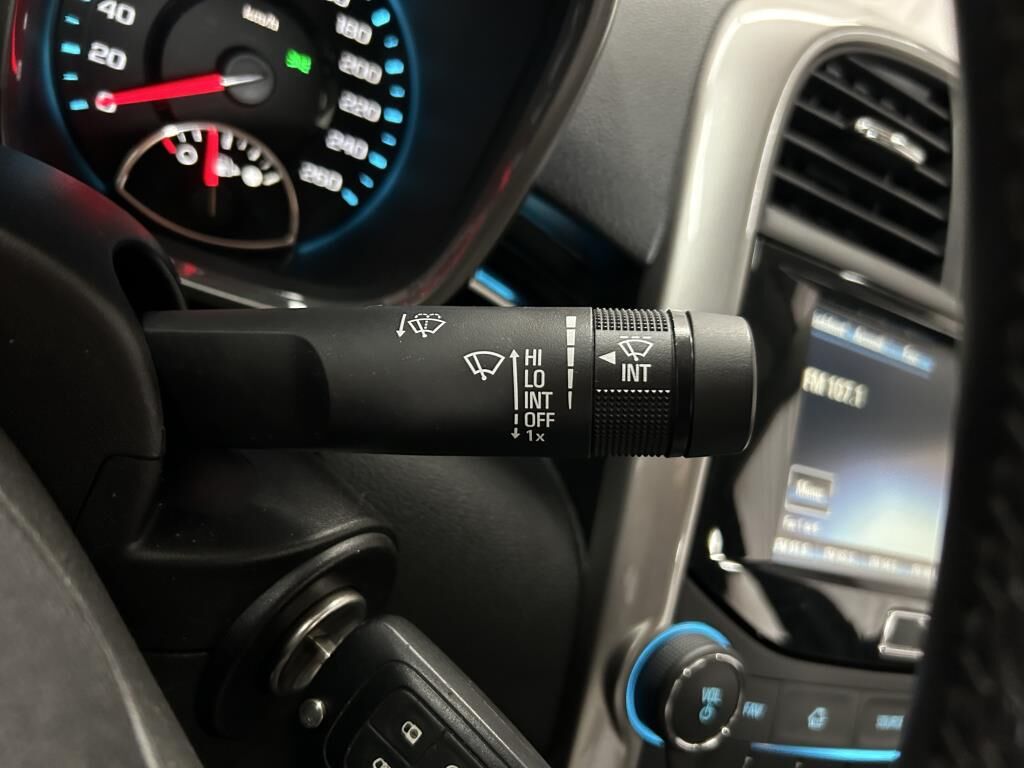 40
20
km/h
180
200
220
240
260
HI
LO
INT
OFF
1x
INT
FM 107.1
Menu
VOL
FAV